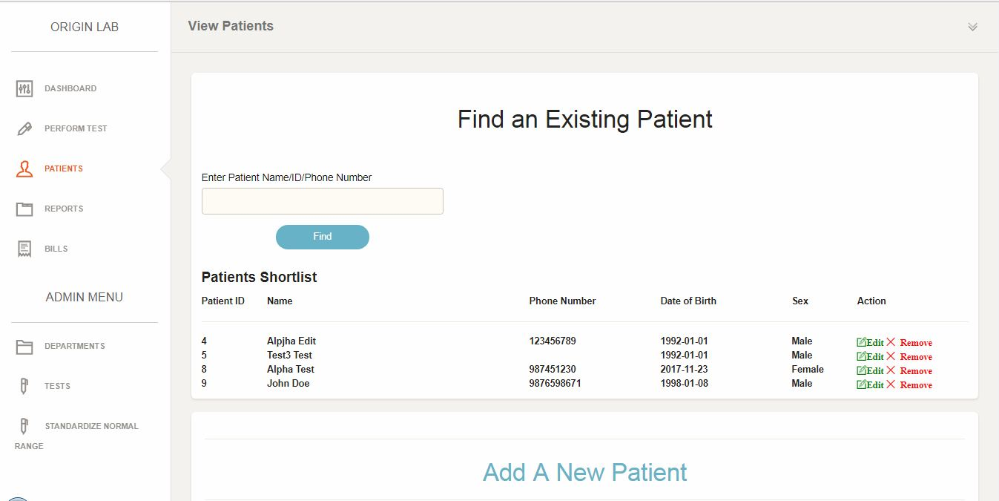 ORIGIN LAB
View Patients
DASHBOARD
PERFORM TEST
PATIENTS
REPORTS
BILLS
ADMIN MENU
DEPARTMENTS
TESTS
STANDARDIZE NORMAL
RANGE
Find an Existing Patient
Enter Patient Name/ID/Phone Number
Find
Patients Shortlist
Patient ID Name Phone Number Date of Birth Sex Action
4 Alpjha Edit 123456789 1992-01-01 Male Edit Remove
5 Test3 Test 1992-01-01 Male Edit Remove
8 Alpha Test 987451230 2017-11-23 Female Edit Remove
9 John Doe 9876598671 1998-01-08 Male Edit Remove
Add A New Patient